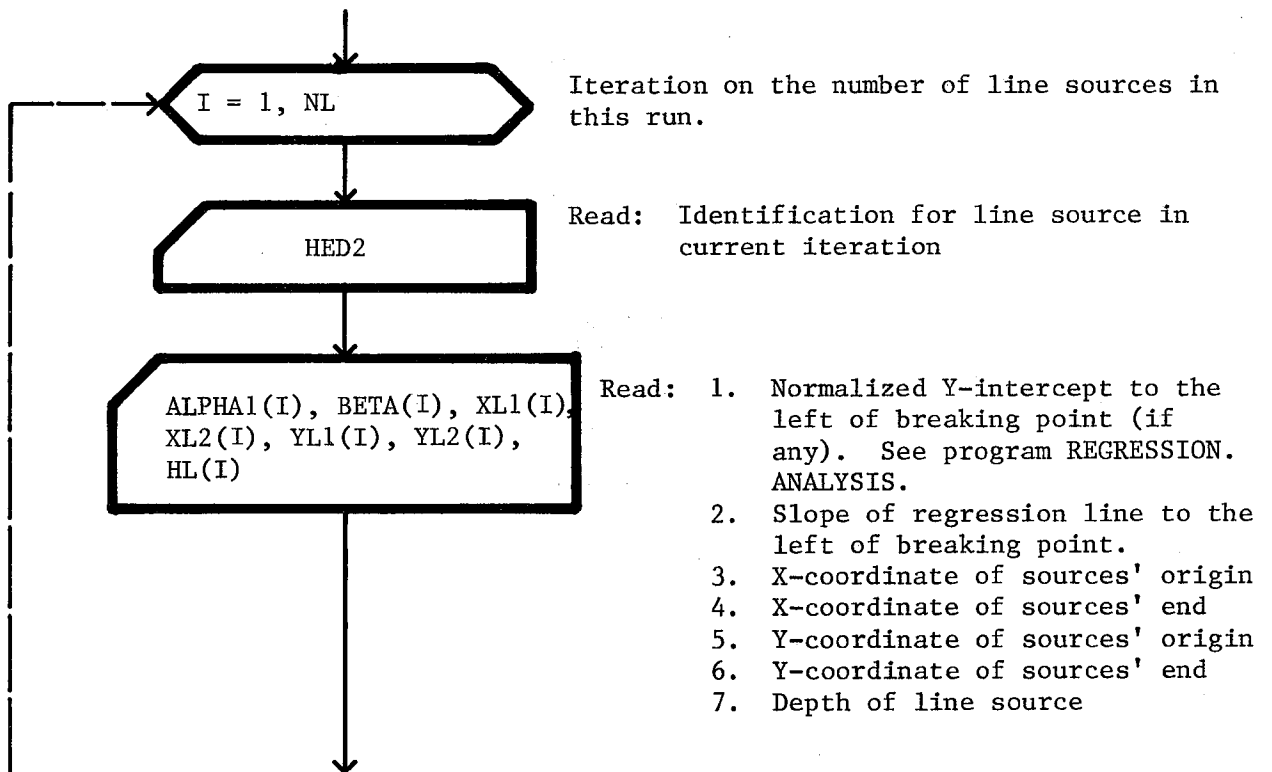 I = 1, NL
Iteration on the number of line sources in
this run.
HED2
Read: Identification for line source in
current iteration
ALPHA1(I), BETA(I), XL1(I),
XL2(I), YL1(I), YL2(I),
HL(I)
Read: 1. Normalized Y-intercept to the
left of breaking point (if
any). See program REGRESSION.
ANALYSIS.
2. Slope of regression line to the
left of breaking point.
3. X-coordinate of sources' origin
4. X-coordinate of sources' end
5. Y-coordinate of sources' origin
6. Y-coordinate of sources' end
7. Depth of line source